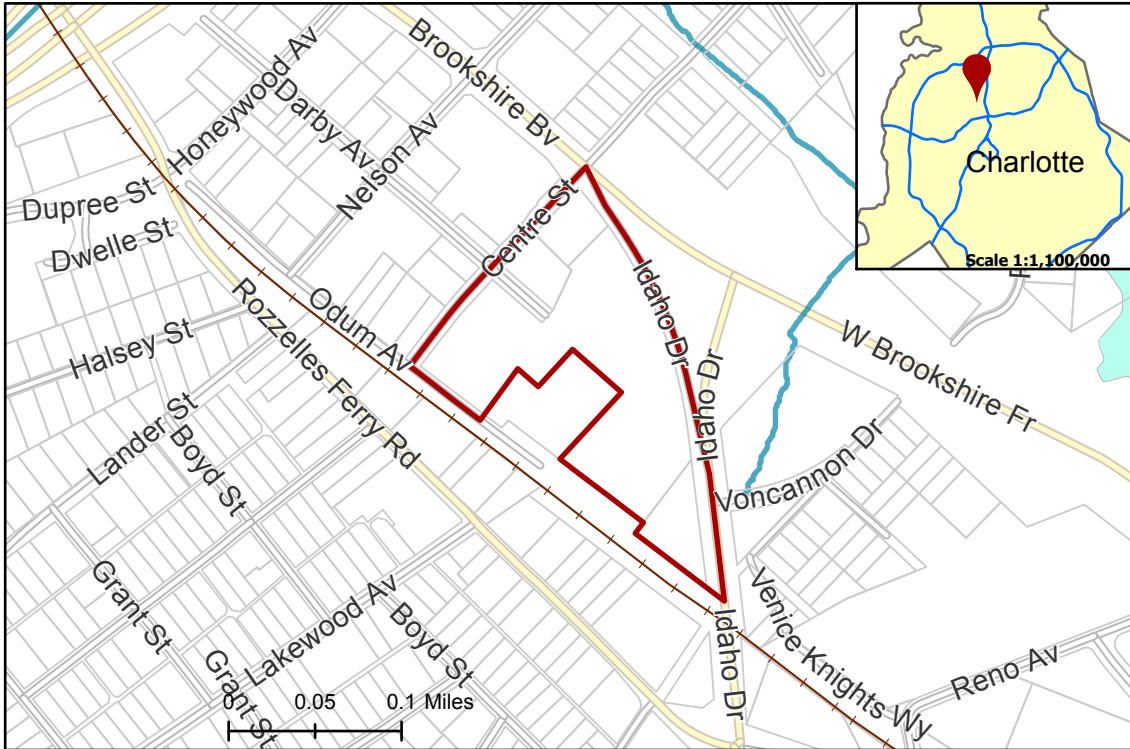 Honeywood Av
Brookshire Bv
Darby Av
Nelson Av
Dupree St
Dwelle St
Centre St
Charlotte
Scale 1:1,100,000
Odum Av
Rozzelles Ferry Rd
Idaho Dr
Halsey St
W Brookshire Fr
Idaho Dr
Lander St
Boyd St
Voncannon Dr
Grant St
Lakewood Av
Boyd St
Venice Knights Wy
Idaho Dr
Reno Av
Grant St
0 0.05 0.1 Miles